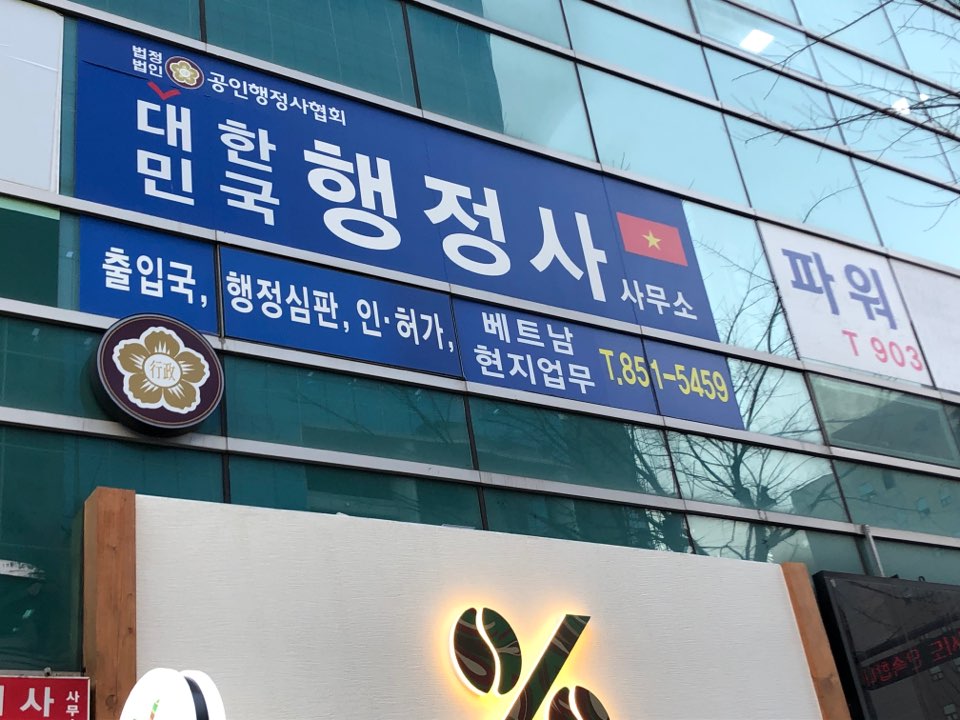 법정
법인 공인행정사협회
대한
민국 행정사 사무소
출입국, 행정심판, 인·허가, 베트남
현지업무 T.851-5459
行政
파워
T 903
사 사무